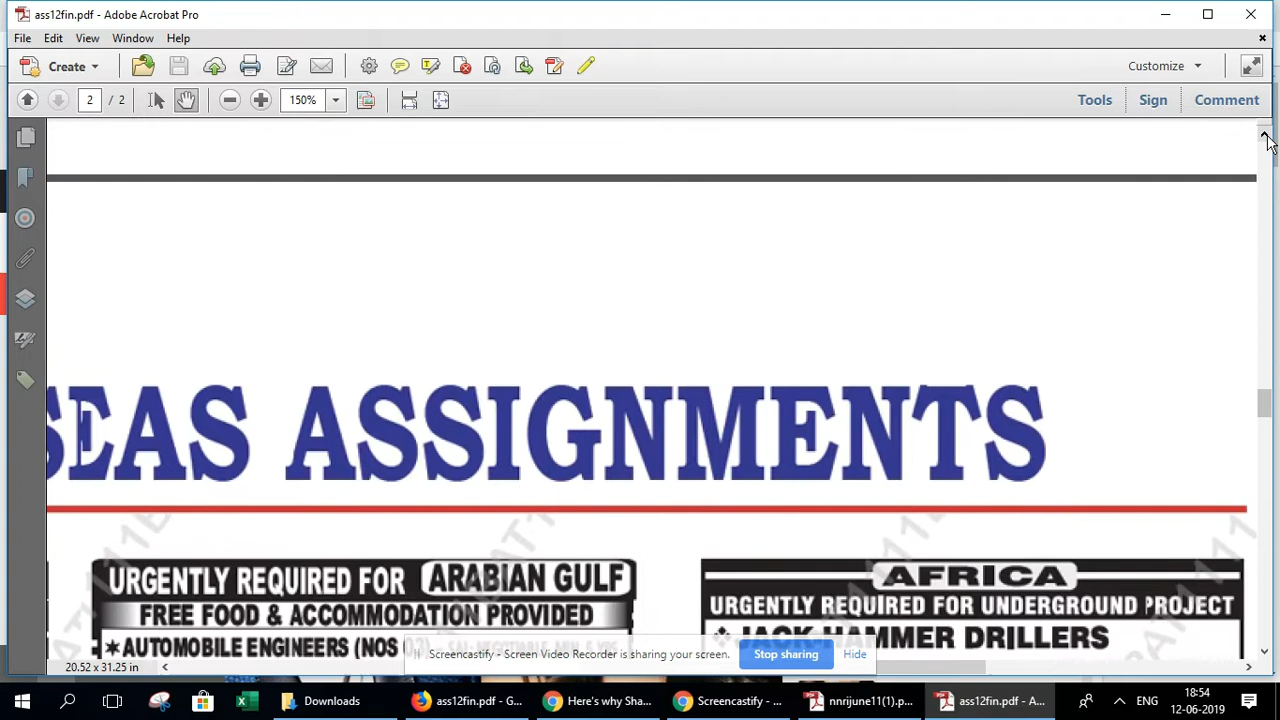 ass12fin.pdf - Adobe Acrobat Pro
File Edit View Window Help
Create
Customize
2 / 2
150%
Tools Sign Comment
SEAS ASSIGNMENTS
URGENTLY REQUIRED FOR ARABIAN GULF
FREE FOOD & ACCOMMODATION PROVIDED
* AUTOMOBILE ENGINEERS (NOS
AFRICA
URGENTLY REQUIRED FOR UNDERGROUND PROJECT
JACK-HAMMER DRILLERS
Screencastify - Screen Video Recorder is sharing your screen. Stop sharing Hide
20.52 x 31.25 in
Downloads
ass12fin.pdf - G...
Here's why Sha...
Screencastify - ...
nnrijune11(1).p...
ass12fin.pdf - A...
ENG
18:54
12-06-2019